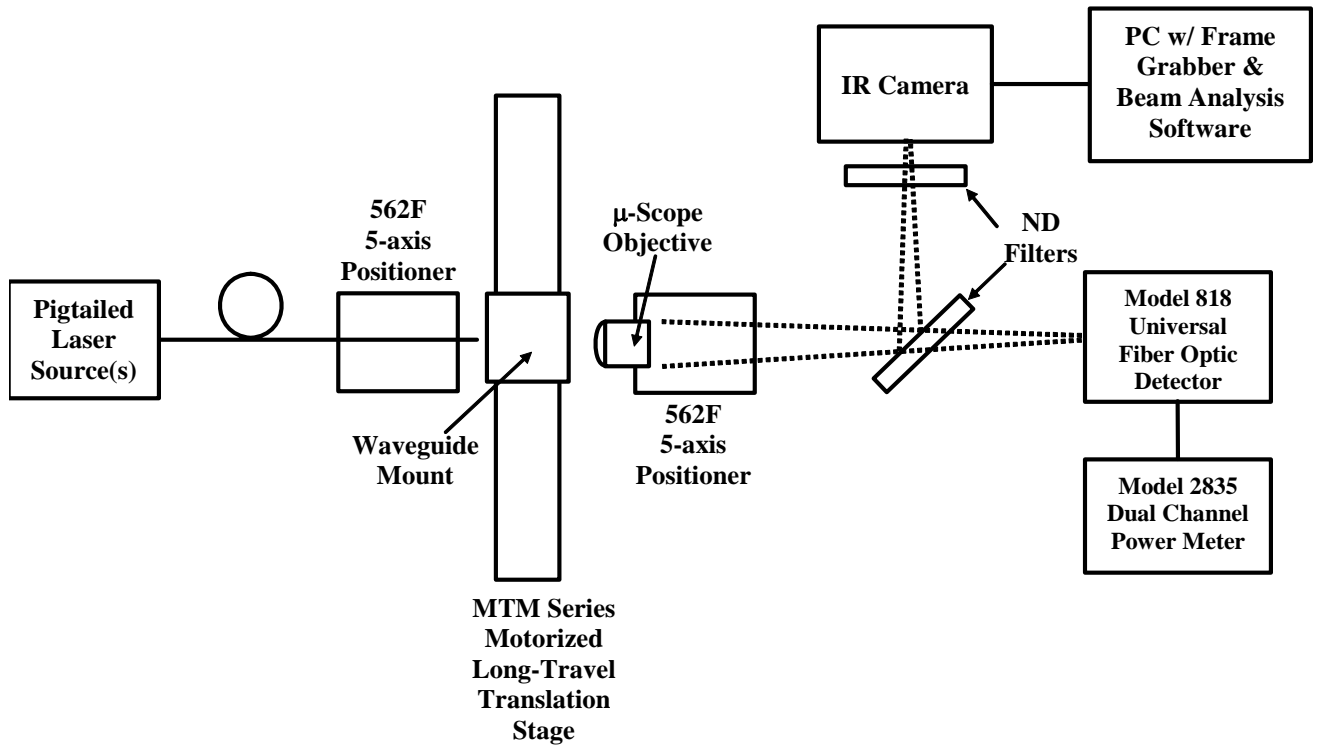 Pigtailed
Laser
Source(s)
562F
5-axis
Positioner
Waveguide
Mount
MTM Series
Motorized
Long-Travel
Translation
Stage
μ-Scope
Objective
562F
5-axis
Positioner
IR Camera
PC w/ Frame
Grabber &
Beam Analysis
Software
ND
Filters
Model 818
Universal
Fiber Optic
Detector
Model 2835
Dual Channel
Power Meter